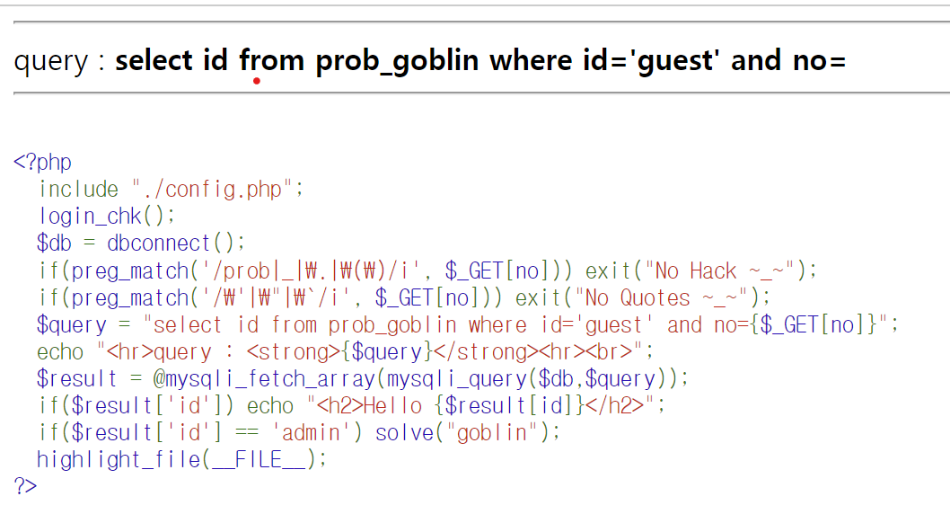 query : select id from prob_goblin where id='guest' and no=
<?php
include "./config.php";
login_chk();
$db = dbconnect();
if(preg_match('/prob|_|₩.|₩(₩)/i', $_GET[no])) exit("No Hack ~_~");
if(preg_match('/₩'|₩"|₩`/i', $_GET[no])) exit("No Quotes ~_~");
$query = "select id from prob_goblin where id='guest' and no={$_GET[no]}";
echo "<hr>query : <strong>{$query}</strong><hr><br>";
$result = @mysqli_fetch_array(mysqli_query($db,$query));
if($result['id']) echo "<h2>Hello {$result[id]}</h2>";
if($result['id'] == 'admin') solve("goblin");
highlight_file(__FILE__);
?>